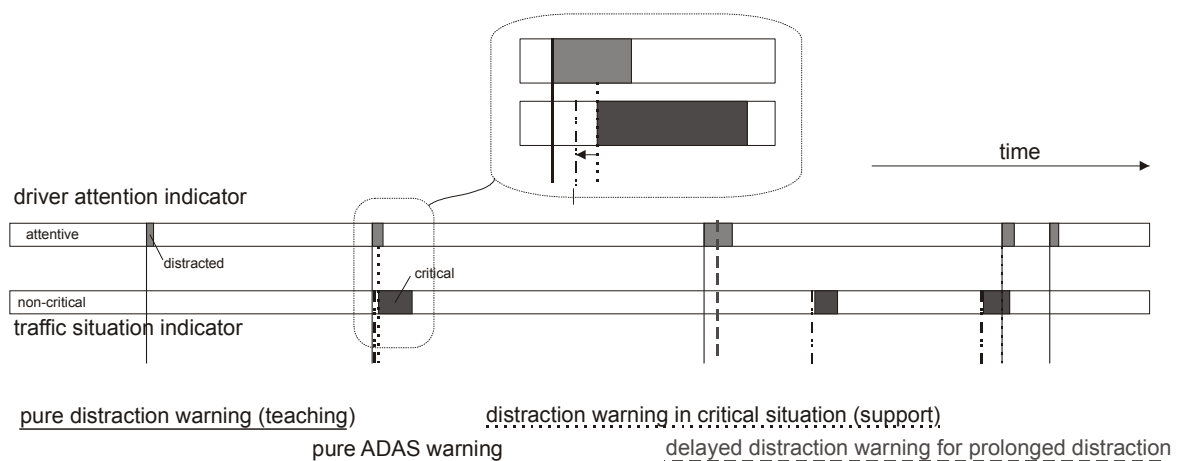 time
driver attention indicator
attentive
distracted
critical
non-critical
traffic situation indicator
pure distraction warning (teaching)
distraction warning in critical situation (support)
pure ADAS warning
delayed distraction warning for prolonged distraction